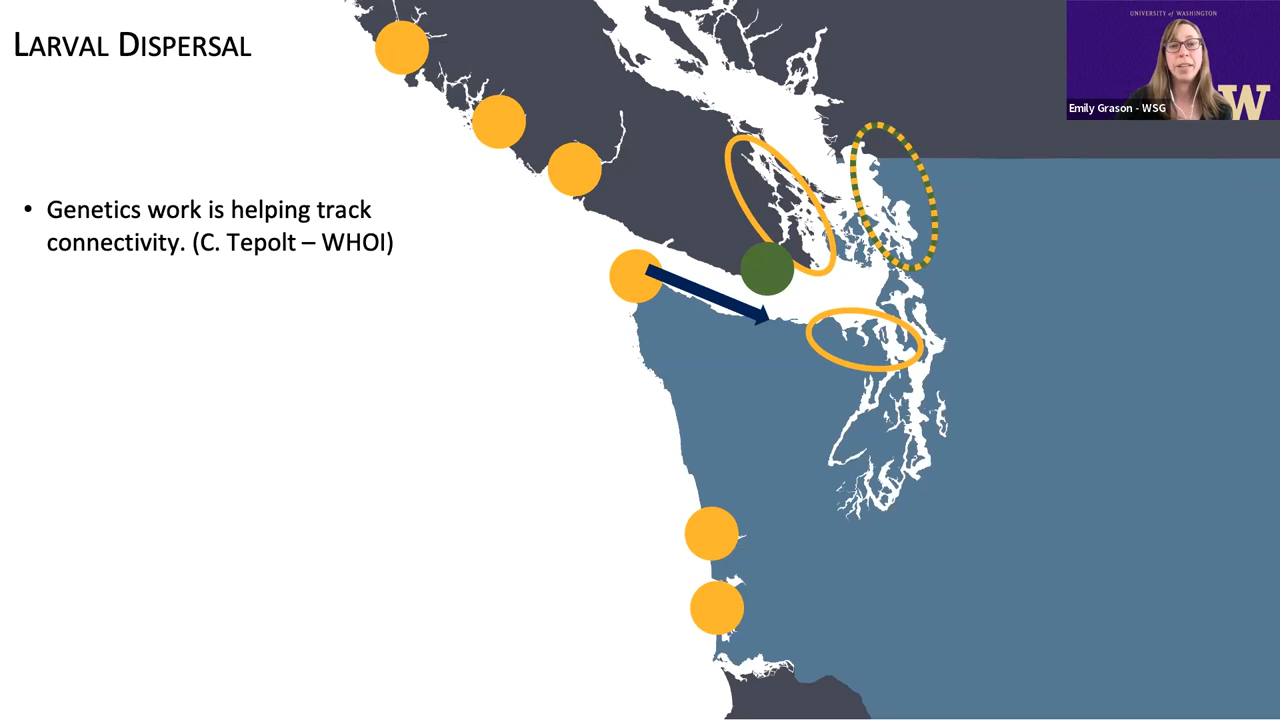 LARVAL DISPERSAL
UNIVERSITY of WASHINGTON
W
Emily Grason - WSG
• Genetics work is helping track
connectivity. (C. Tepolt – WHOI)